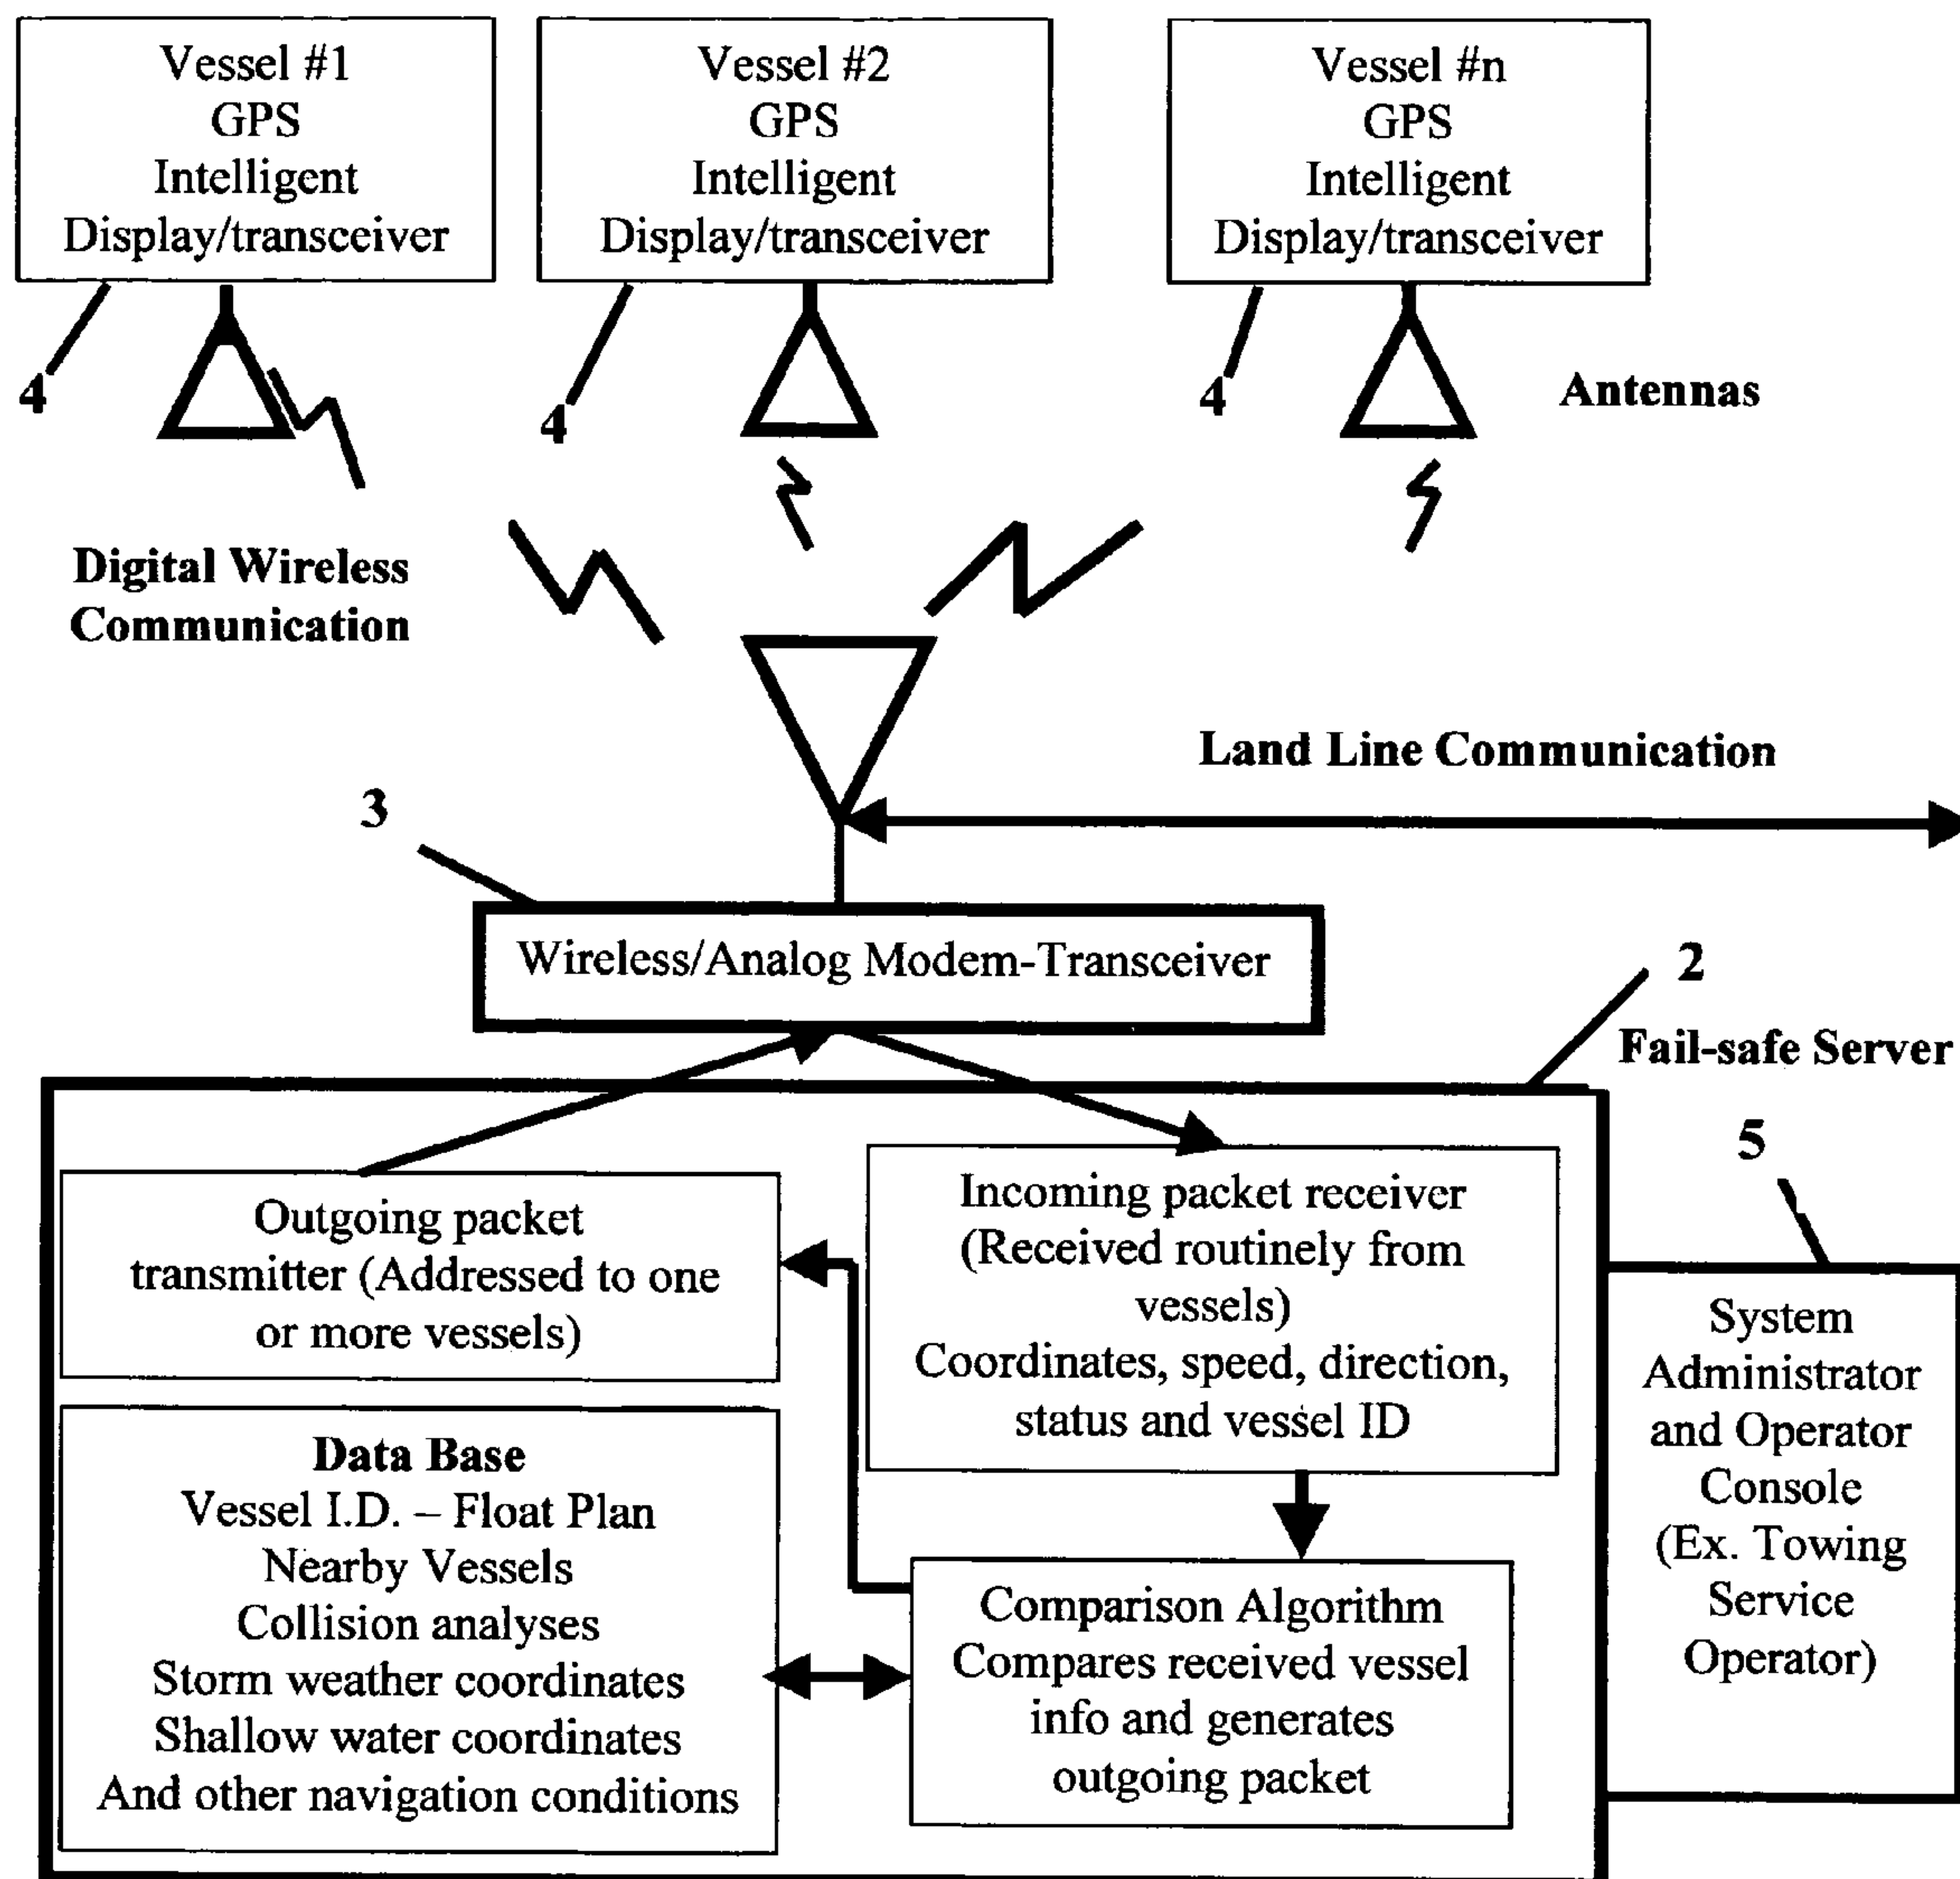 Vessel #1
GPS
Intelligent
Display/transceiver
Vessel #2
GPS
Intelligent
Display/transceiver
Vessel #n
GPS
Intelligent
Display/transceiver
4
4
4
Antennas
Digital Wireless
Communication
Land Line Communication
3
Wireless/Analog Modem-Transceiver
2
Fail-safe Server
5
Outgoing packet
transmitter (Addressed to one
or more vessels)
Incoming packet receiver
(Received routinely from
vessels)
Coordinates, speed, direction,
status and vessel ID
Data Base
Vessel I.D. – Float Plan
Nearby Vessels
Collision analyses
Storm weather coordinates
Shallow water coordinates
And other navigation conditions
Comparison Algorithm
Compares received vessel
info and generates
outgoing packet
System
Administrator
and Operator
Console
(Ex. Towing
Service
Operator)